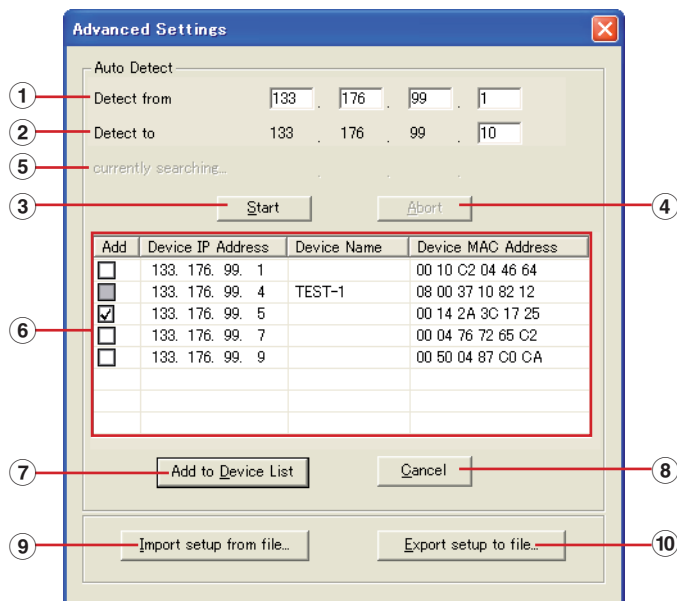 Advanced Settings
Auto Detect
1 Detect from 133 . 176 . 99 . 1
2 Detect to 133 . 176 . 99 . 10
5 currently searching... . . .
3 Start Abort 4
Add Device IP Address Device Name Device MAC Address
133. 176. 99. 1 00 10 C2 04 46 64
133. 176. 99. 4 TEST-1 08 00 37 10 82 12
133. 176. 99. 5 00 14 2A 3C 17 25
6
133. 176. 99. 7 00 04 76 72 65 C2
133. 176. 99. 9 00 50 04 87 C0 CA
7 Add to Device List Cancel 8
9 Import setup from file... Export setup to file... 10